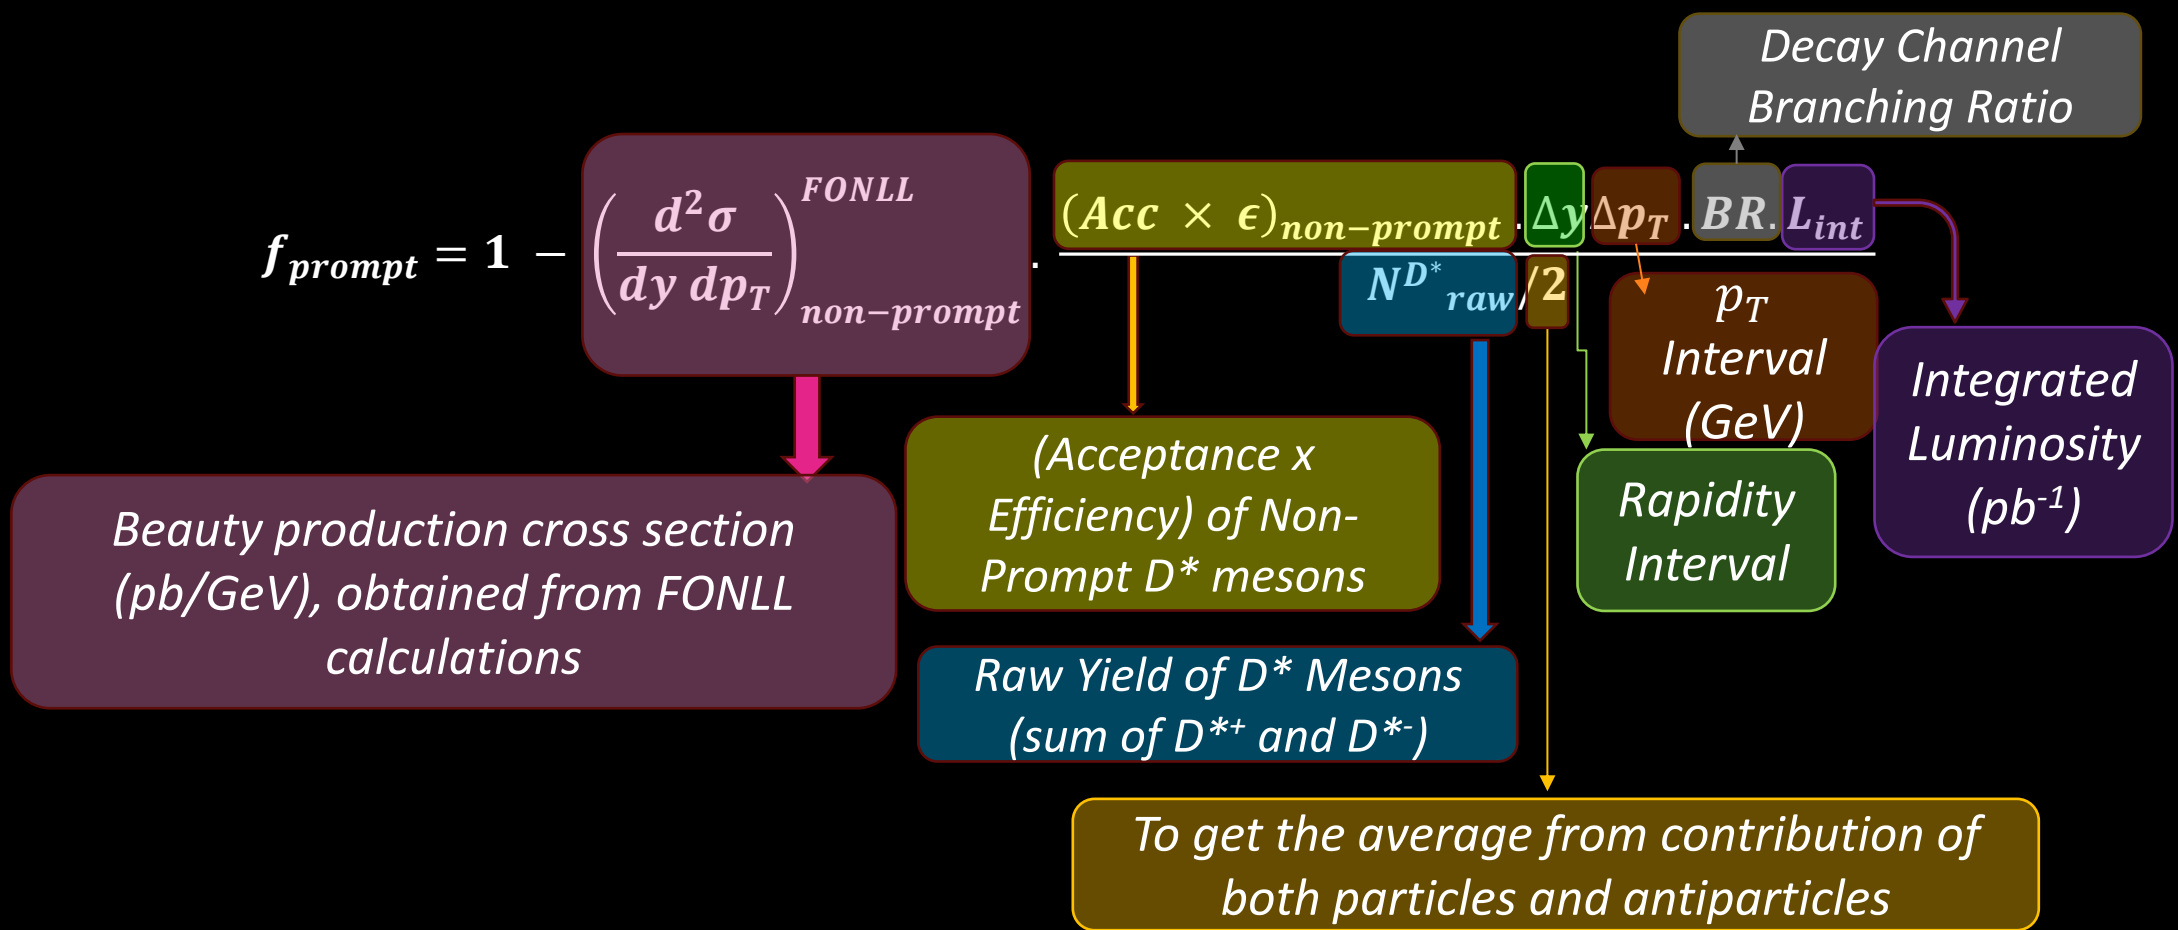 Decay Channel
Branching Ratio
f_prompt = 1 − (d²σ / dy dp_T)^FONLL_non−prompt . (Acc × ϵ)_non−prompt . Δy Δp_T . BR. L_int / N^D*_raw/2
p_T
Interval
(GeV)
Integrated
Luminosity
(pb⁻¹)
(Acceptance x
Efficiency) of Non-
Prompt D* mesons
Rapidity
Interval
Beauty production cross section
(pb/GeV), obtained from FONLL
calculations
Raw Yield of D* Mesons
(sum of D*⁺ and D*⁻)
To get the average from contribution of
both particles and antiparticles